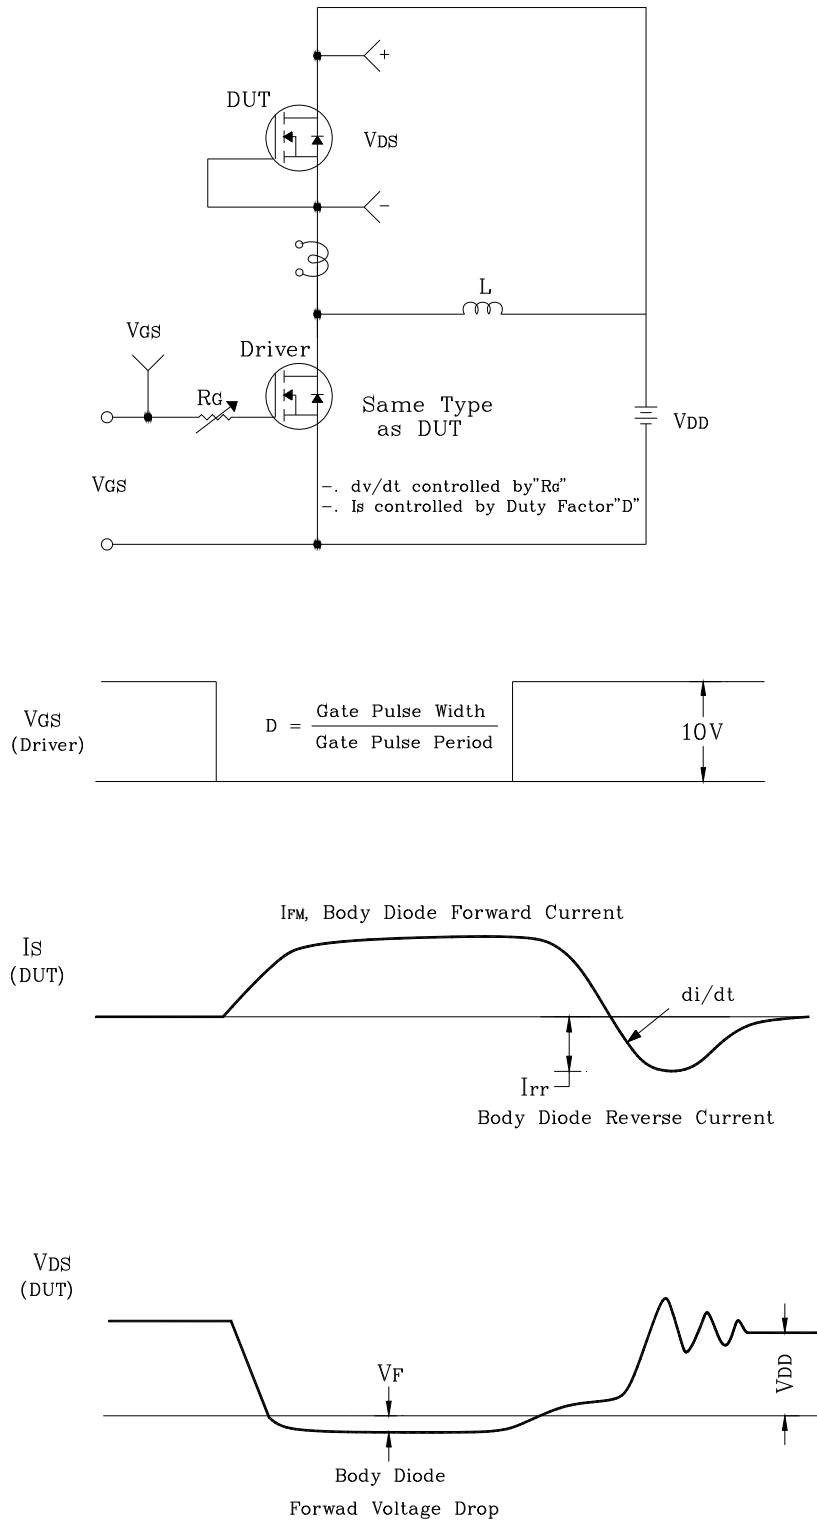 +
DUT
VDS
−
L
VGS
Driver
RG
Same Type
as DUT
VDD
VGS
−. dv/dt controlled by"RG"
−. Is controlled by Duty Factor"D"
VGS
(Driver)
D = Gate Pulse Width
Gate Pulse Period
10V
IFM, Body Diode Forward Current
IS
(DUT)
di/dt
Irr
Body Diode Reverse Current
VDS
(DUT)
VF
VDD
Body Diode
Forwad Voltage Drop